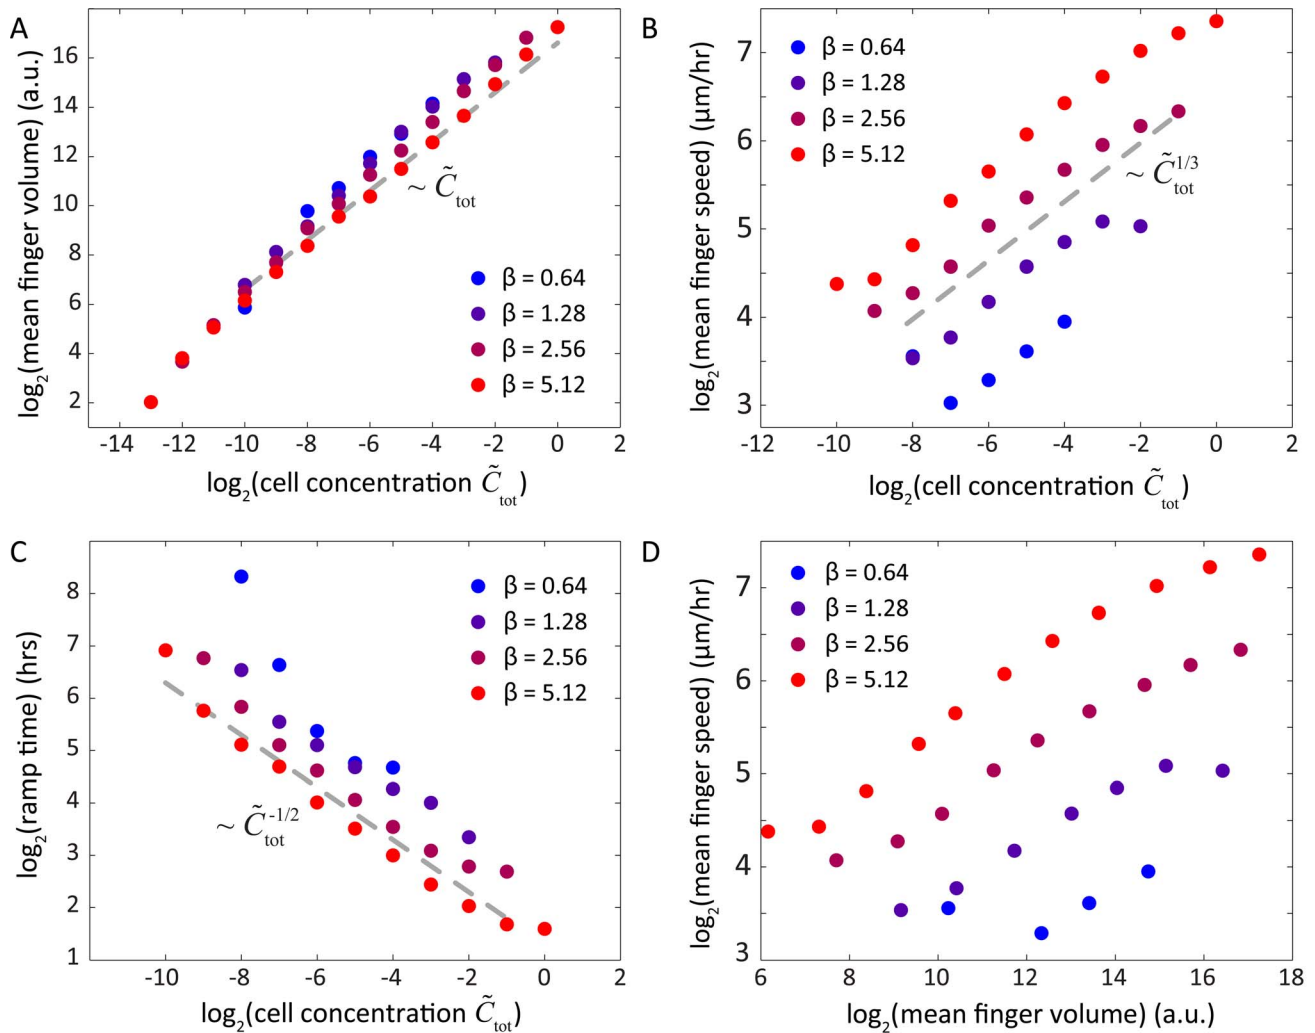 A
log₂(mean finger volume) (a.u.)
16
14
12
10
8
6
4
2
~ C̃tot
β = 0.64
β = 1.28
β = 2.56
β = 5.12
-14 -12 -10 -8 -6 -4 -2 0 2
log₂(cell concentration C̃tot)
B
log₂(mean finger speed) (µm/hr)
7
6
5
4
3
β = 0.64
β = 1.28
β = 2.56
β = 5.12
~ C̃tot^1/3
-12 -10 -8 -6 -4 -2 0 2
log₂(cell concentration C̃tot)
C
log₂(ramp time) (hrs)
8
7
6
5
4
3
2
1
β = 0.64
β = 1.28
β = 2.56
β = 5.12
~ C̃tot^-1/2
-10 -8 -6 -4 -2 0 2
log₂(cell concentration C̃tot)
D
log₂(mean finger speed) (µm/hr)
7
6
5
4
3
β = 0.64
β = 1.28
β = 2.56
β = 5.12
6 8 10 12 14 16 18
log₂(mean finger volume) (a.u.)